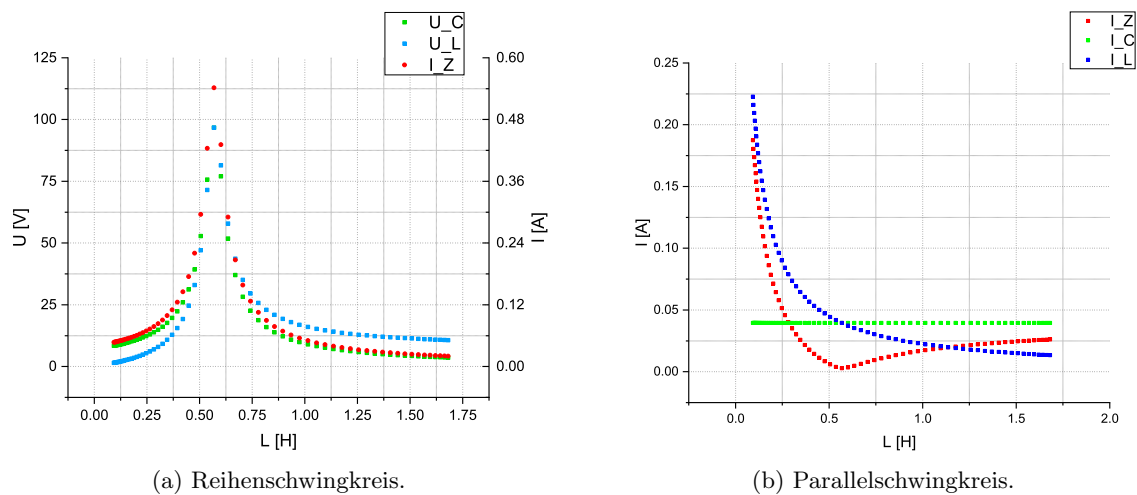 U_C
U_L
I_Z
125
100
75
50
25
0
U [V]
0.60
0.48
0.36
0.24
0.12
0.00
I [A]
0.00 0.25 0.50 0.75 1.00 1.25 1.50 1.75
L [H]
(a) Reihenschwingkreis.
I_Z
I_C
I_L
0.25
0.20
0.15
0.10
0.05
0.00
I [A]
0.0 0.5 1.0 1.5 2.0
L [H]
(b) Parallelschwingkreis.